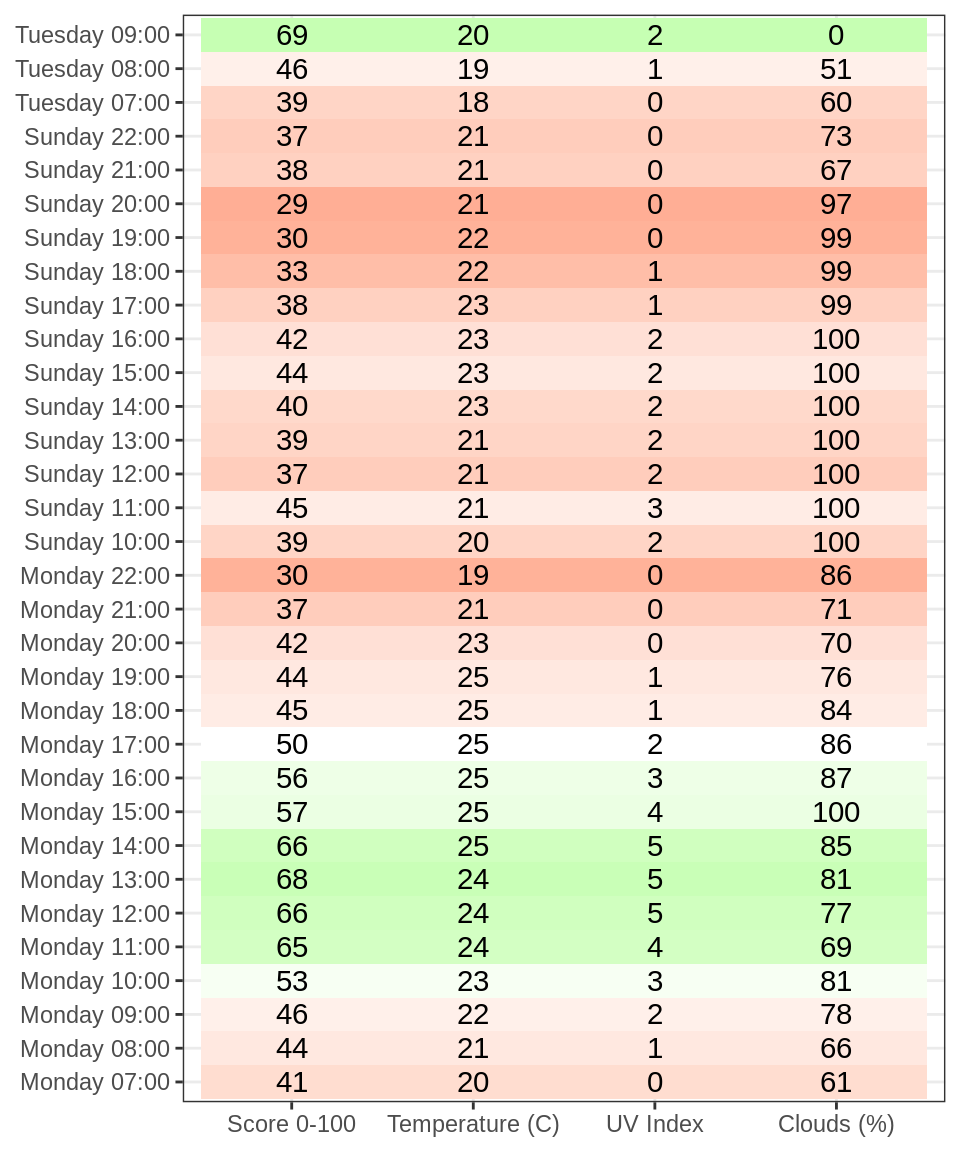 Tuesday 09:00 69 20 2 0
Tuesday 08:00 46 19 1 51
Tuesday 07:00 39 18 0 60
Sunday 22:00 37 21 0 73
Sunday 21:00 38 21 0 67
Sunday 20:00 29 21 0 97
Sunday 19:00 30 22 0 99
Sunday 18:00 33 22 1 99
Sunday 17:00 38 23 1 99
Sunday 16:00 42 23 2 100
Sunday 15:00 44 23 2 100
Sunday 14:00 40 23 2 100
Sunday 13:00 39 21 2 100
Sunday 12:00 37 21 2 100
Sunday 11:00 45 21 3 100
Sunday 10:00 39 20 2 100
Monday 22:00 30 19 0 86
Monday 21:00 37 21 0 71
Monday 20:00 42 23 0 70
Monday 19:00 44 25 1 76
Monday 18:00 45 25 1 84
Monday 17:00 50 25 2 86
Monday 16:00 56 25 3 87
Monday 15:00 57 25 4 100
Monday 14:00 66 25 5 85
Monday 13:00 68 24 5 81
Monday 12:00 66 24 5 77
Monday 11:00 65 24 4 69
Monday 10:00 53 23 3 81
Monday 09:00 46 22 2 78
Monday 08:00 44 21 1 66
Monday 07:00 41 20 0 61
Score 0-100 Temperature (C) UV Index Clouds (%)